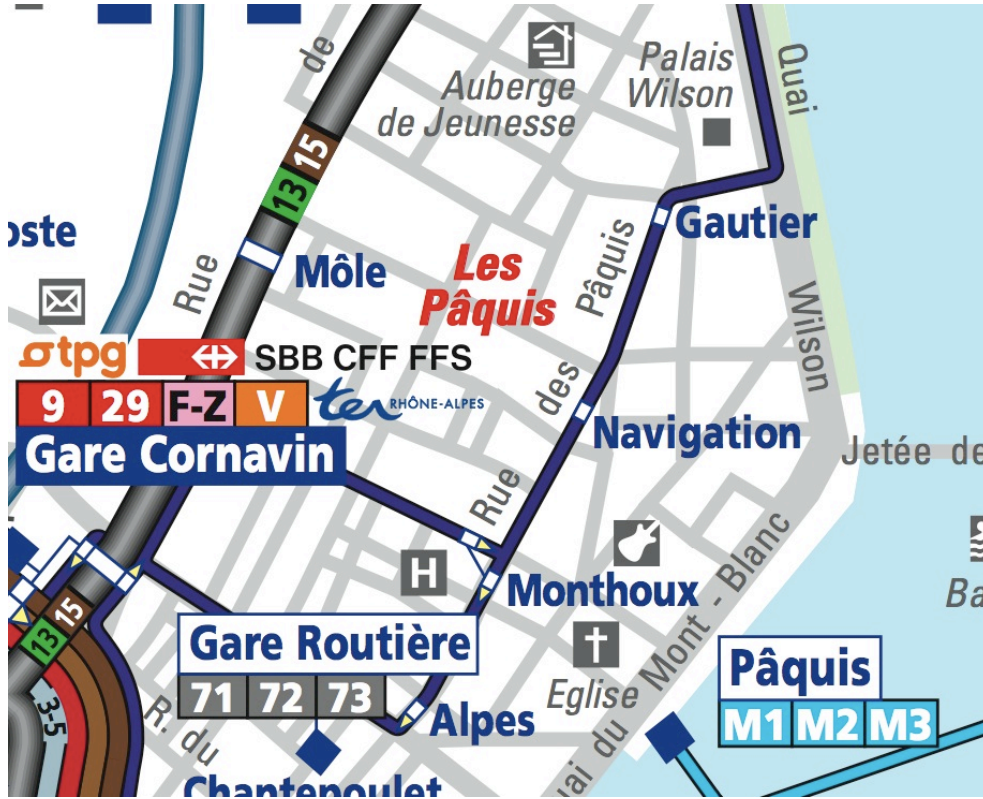 de
Auberge
de Jeunesse
Palais
Wilson
Quai
15
13
oste
Rue
Môle
Les
Pâquis
Pâquis
Gautier
Wilson
tpg
SBB CFF FFS
9 29 F-Z V
ter RHÔNE-ALPES
Gare Cornavin
des
Navigation
Jetée de
Rue
H
Monthoux
Mont-Blanc
Ba
15
13
Gare Routière
71 72 73
Eglise
Pâquis
M1 M2 M3
3-5
R. du
Alpes
uai du
Chantepoulet